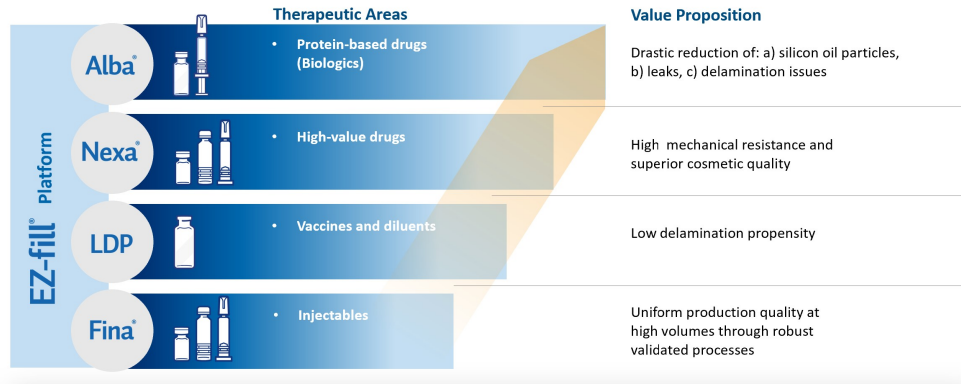 Therapeutic Areas
Value Proposition
EZ-fill® Platform
Alba®
• Protein-based drugs
(Biologics)
Drastic reduction of: a) silicon oil particles,
b) leaks, c) delamination issues
Nexa®
• High-value drugs
High mechanical resistance and
superior cosmetic quality
LDP
• Vaccines and diluents
Low delamination propensity
Fina®
• Injectables
Uniform production quality at
high volumes through robust
validated processes